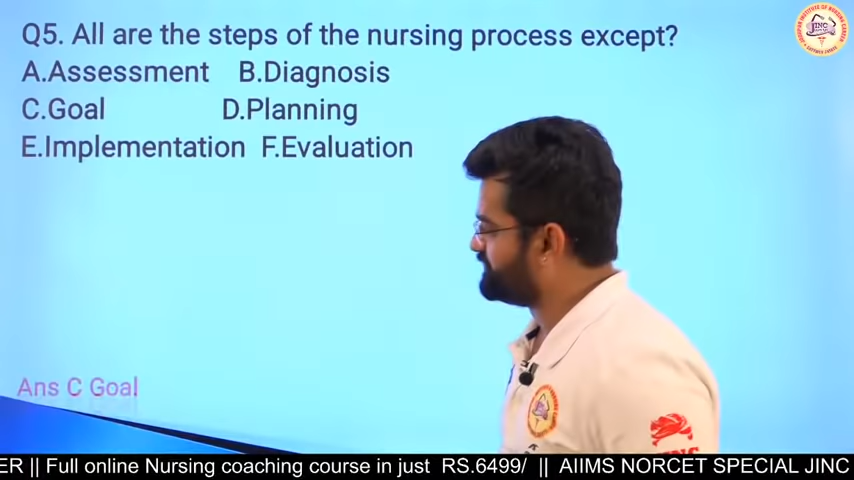 Q5. All are the steps of the nursing process except?
A.Assessment B.Diagnosis
C.Goal D.Planning
E.Implementation F.Evaluation
Ans C Goal
JINC
ER || Full online Nursing coaching course in just RS.6499/ || AIIMS NORCET SPECIAL JINC